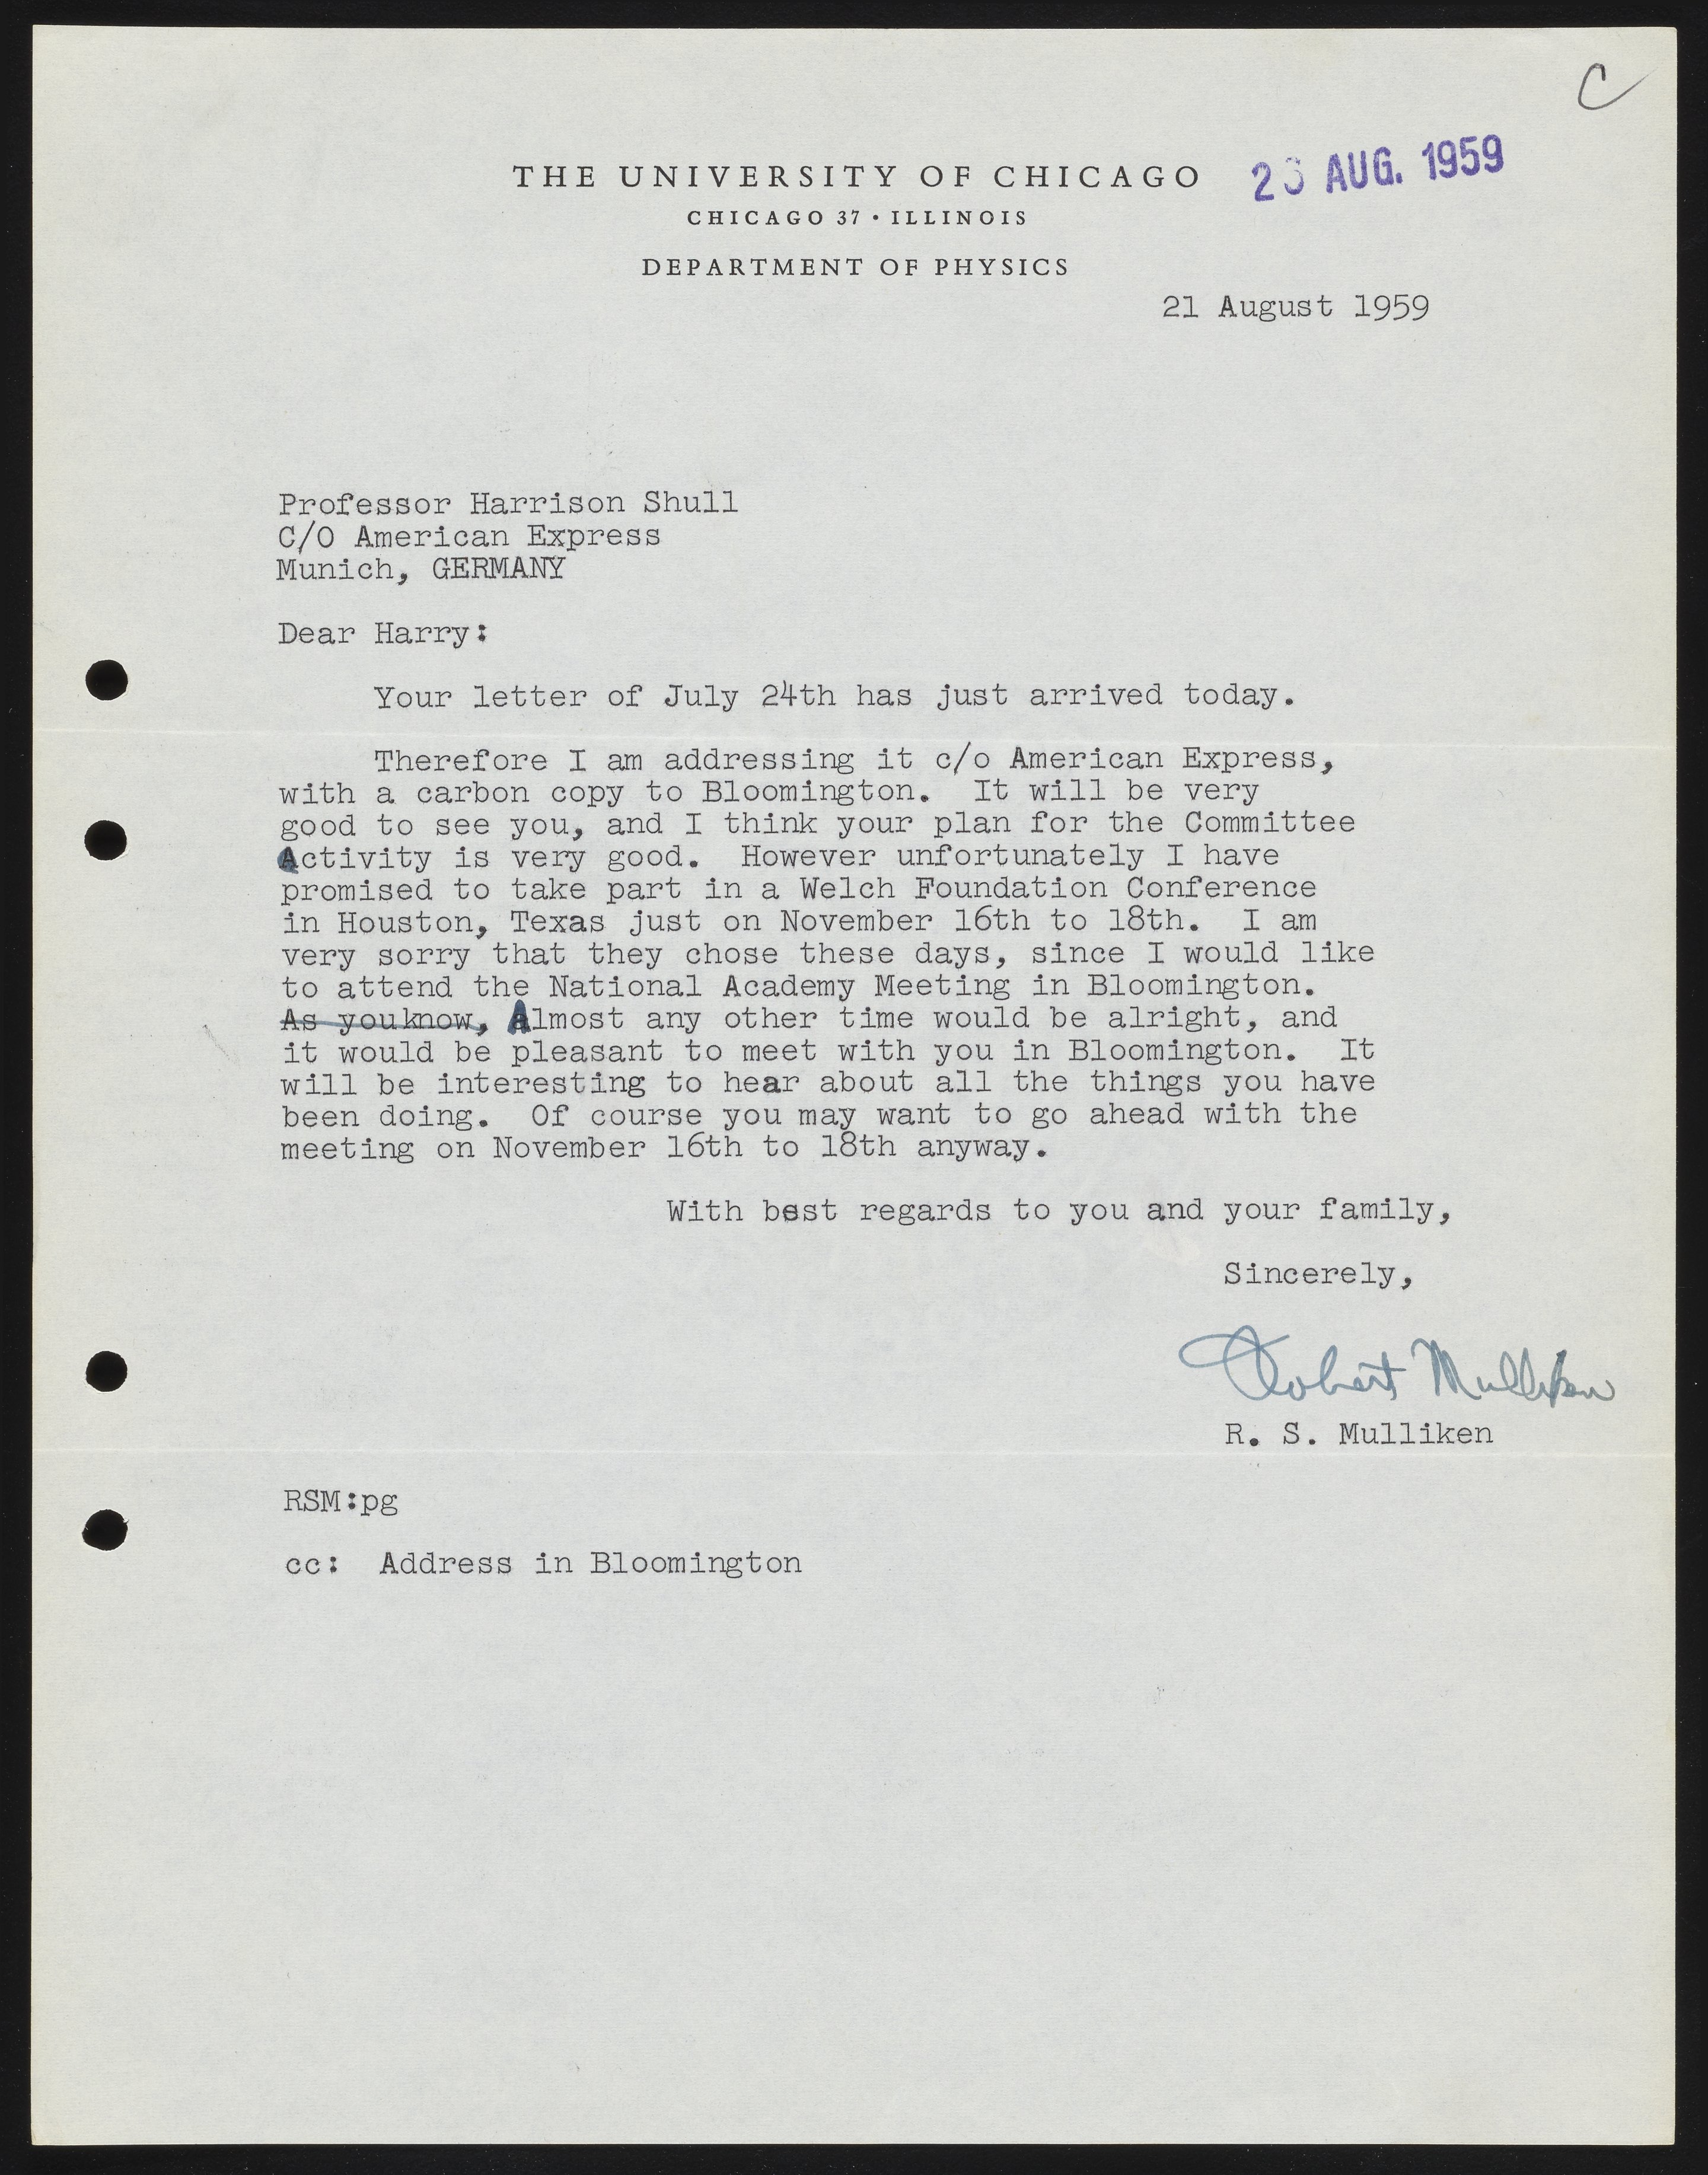 C
THE UNIVERSITY OF CHICAGO
AUG. 1959
CHICAGO 37 • ILLINOIS
DEPARTMENT OF PHYSICS
21 August 1959
Professor Harrison Shull
C/O American Express
Munich, GERMANY
Dear Harry:
Your letter of July 24th has just arrived today.
Therefore I am addressing it c/o American Express,
with a carbon copy to Bloomington. It will be very
good to see you, and I think your plan for the Committee
Activity is very good. However unfortunately I have
promised to take part in a Welch Foundation Conference
in Houston, Texas just on November 16th to 18th. I am
very sorry that they chose these days, since I would like
to attend the National Academy Meeting in Bloomington.
As youknow, Almost any other time would be alright, and
it would be pleasant to meet with you in Bloomington. It
will be interesting to hear about all the things you have
been doing. Of course you may want to go ahead with the
meeting on November 16th to 18th anyway.
With best regards to you and your family,
Sincerely,
Robert Mulliken
R. S. Mulliken
RSM:pg
cc: Address in Bloomington